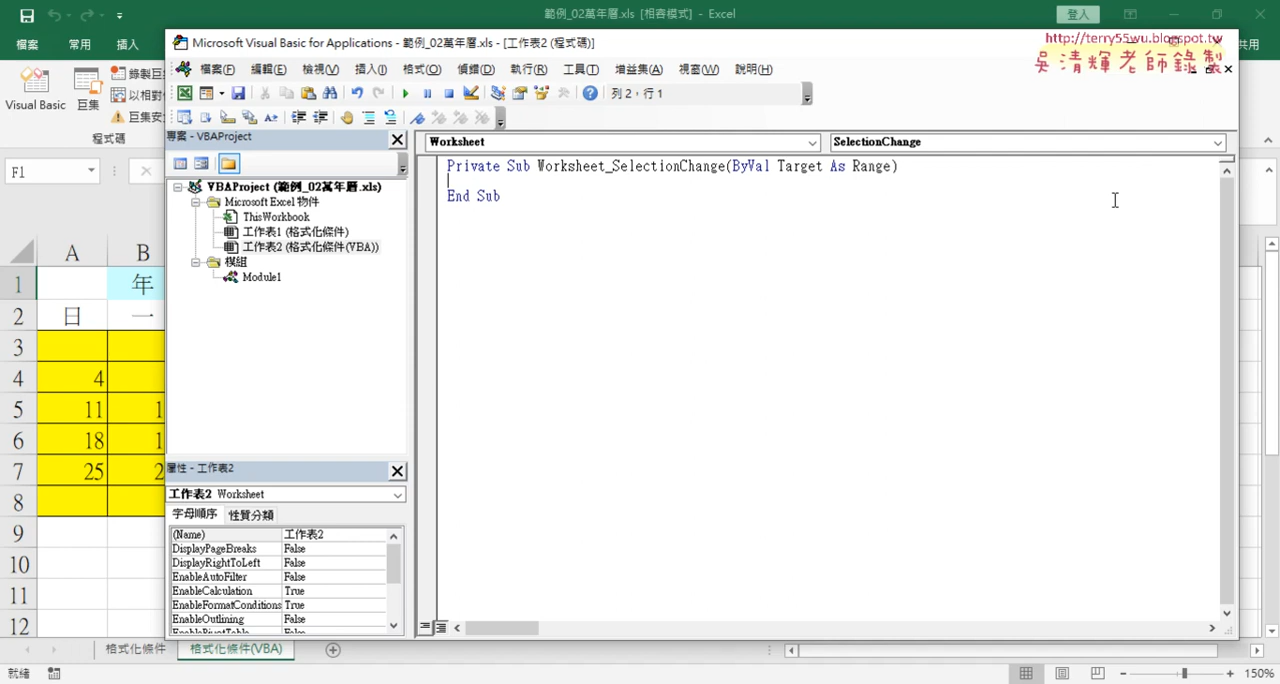 範例_02萬年曆.xls [相容模式] - Excel
登入
檔案
常用
插入
共用
Microsoft Visual Basic for Applications - 範例_02萬年曆.xls - [工作表2 (程式碼)]
http://terry55wu.blogspot.tw
吳清輝老師錄製
檔案(F) 編輯(E) 檢視(V) 插入(I) 格式(O) 偵錯(D) 執行(R) 工具(T) 增益集(A) 視窗(W) 說明(H)
列 2，行 1
Visual Basic
巨集
錄製巨
以相對
巨集安
程式碼
專案 - VBAProject
VBAProject (範例_02萬年曆.xls)
Microsoft Excel 物件
ThisWorkbook
工作表1 (格式化條件)
工作表2 (格式化條件(VBA))
模組
Module1
Worksheet
SelectionChange
Private Sub Worksheet_SelectionChange(ByVal Target As Range)
End Sub
屬性 - 工作表2
工作表2 Worksheet
字母順序 性質分類
(Name) 工作表2
DisplayPageBreaks False
DisplayRightToLeft False
EnableAutoFilter False
EnableCalculation True
EnableFormatConditions True
EnableOutlining False
EnablePivotTable False
F1
A B
1 年
2 日 一
3
4 4
5 11 1
6 18 1
7 25 2
8
9
10
11
12
格式化條件
格式化條件(VBA)
就緒
150%